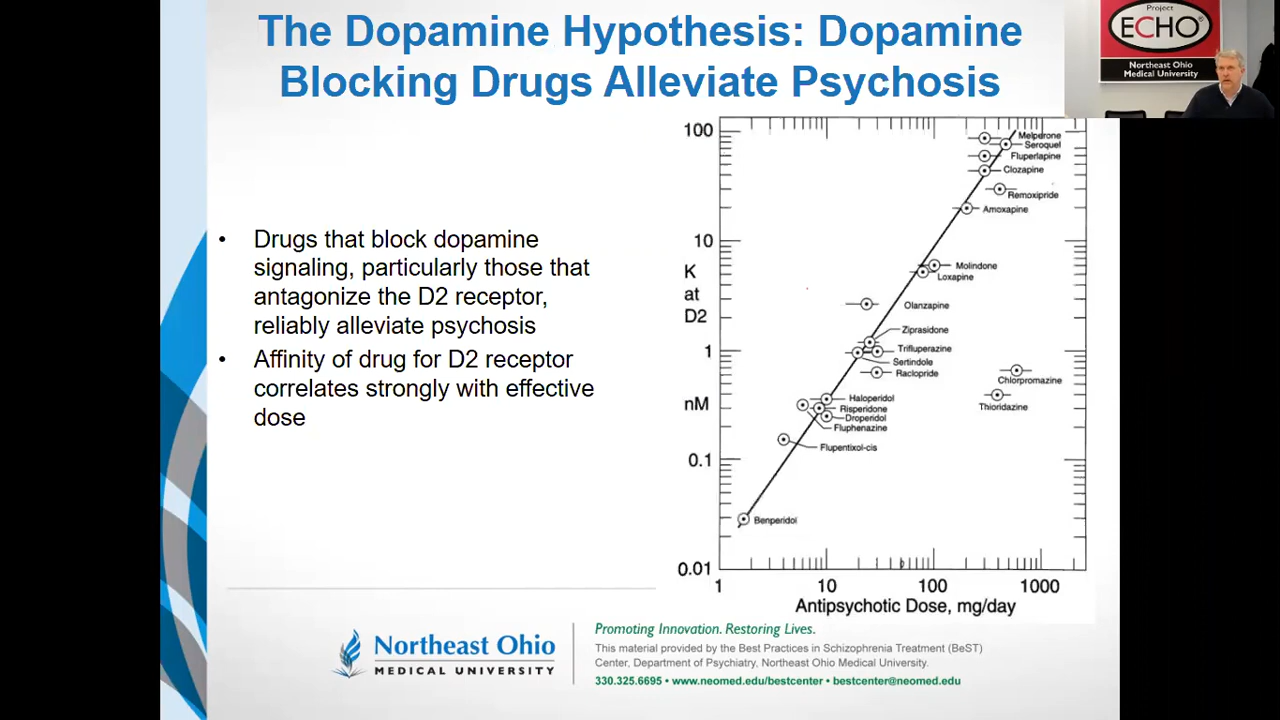 The Dopamine Hypothesis: Dopamine
Blocking Drugs Alleviate Psychosis
Project
ECHO®
Northeast Ohio
Medical University
• Drugs that block dopamine
signaling, particularly those that
antagonize the D2 receptor,
reliably alleviate psychosis
• Affinity of drug for D2 receptor
correlates strongly with effective
dose
100
10
K
at
D2
1
nM
0.1
0.01
Melperone
Seroquel
Fluperlapine
Clozapine
Remoxipride
Amoxapine
Molindone
Loxapine
Olanzapine
Ziprasidone
Trifluperazine
Sertindole
Raclopride
Chlorpromazine
Thioridazine
Haloperidol
Risperidone
Droperidol
Fluphenazine
Flupentixol-cis
Benperidol
1 10 100 1000
Antipsychotic Dose, mg/day
Northeast Ohio
MEDICAL UNIVERSITY
Promoting Innovation. Restoring Lives.
This material provided by the Best Practices in Schizophrenia Treatment (BeST)
Center, Department of Psychiatry, Northeast Ohio Medical University.
330.325.6695 • www.neomed.edu/bestcenter • bestcenter@neomed.edu